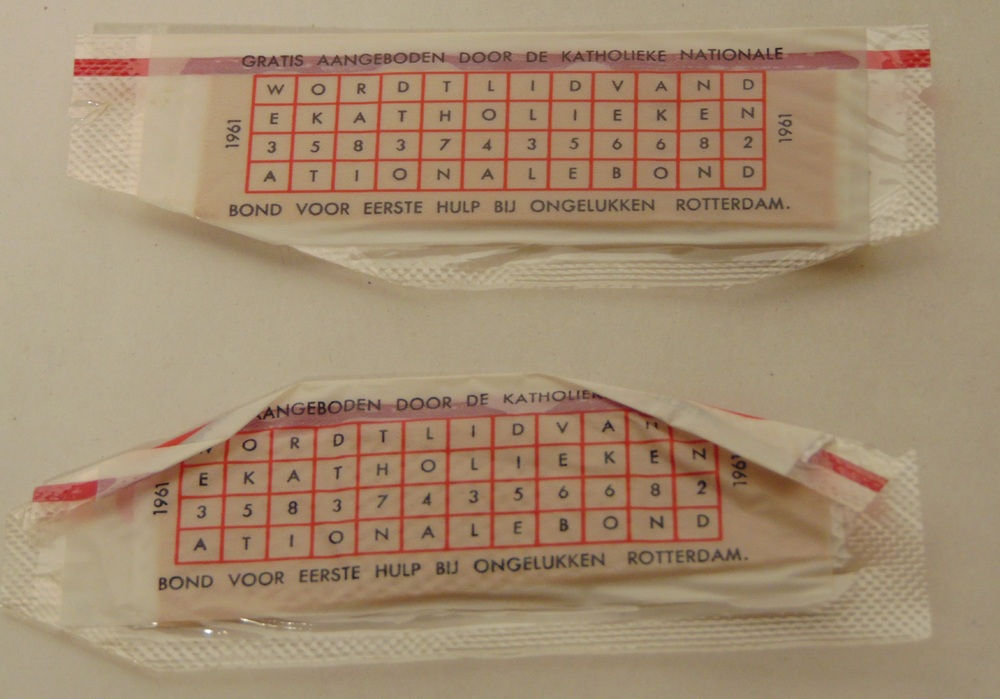 GRATIS AANGEBODEN DOOR DE KATHOLIEKE NATIONALE
W O R D T L I D V A N D
E K A T H O L I E K E N
3 5 8 3 7 4 3 5 6 6 8 2
A T I O N A L E B O N D
1961
1961
BOND VOOR EERSTE HULP BIJ ONGELUKKEN ROTTERDAM.
AANGEBODEN DOOR DE
O R D T L I D V A
E K A T H O L I E K E N
3 5 8 3 7 4 3 5 6 6 8 2
A T I O N A L E B O N D
1961
1961
BOND VOOR EERSTE HULP BIJ ONGELUKKEN ROTTERDAM.